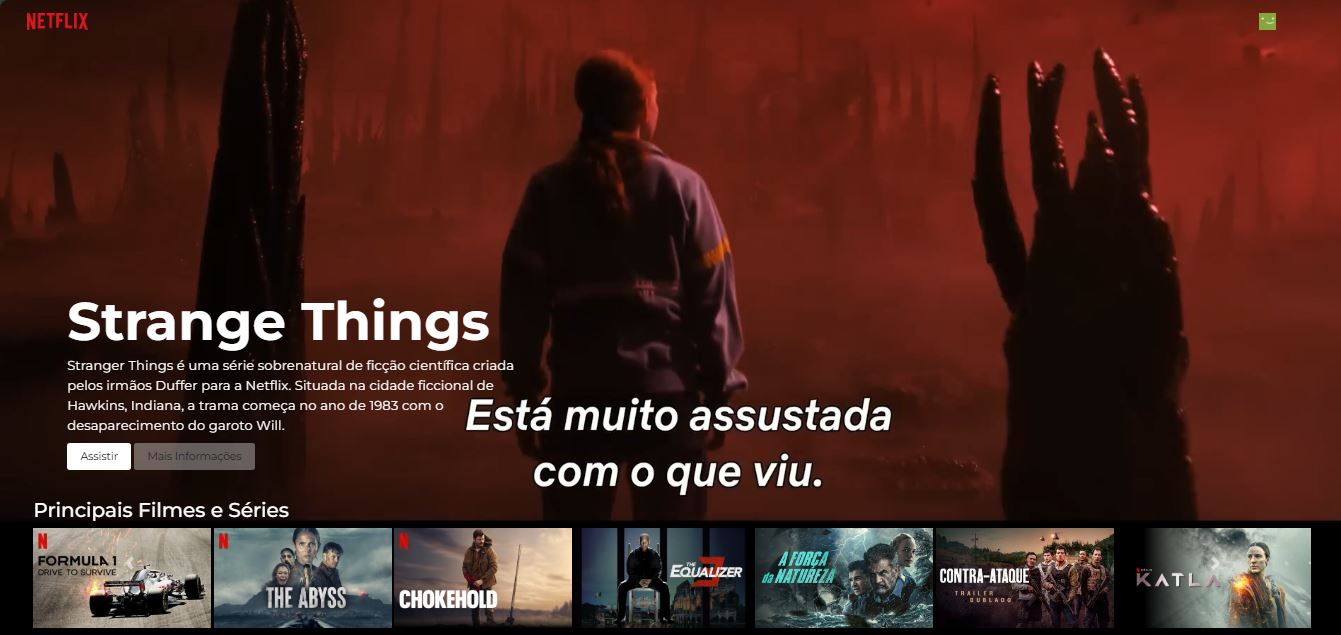 NETFLIX
Strange Things
Stranger Things é uma série sobrenatural de ficção científica criada
pelos irmãos Duffer para a Netflix. Situada na cidade ficcional de
Hawkins, Indiana, a trama começa no ano de 1983 com o
desaparecimento do garoto Will.
Está muito assustada
com o que viu.
Assistir
Mais Informações
Principais Filmes e Séries
N
FORMULA 1
DRIVE TO SURVIVE
N
THE ABYSS
N
CHOKEHOLD
THE
EQUALIZER
3
A FORÇA
da NATUREZA
CONTRA-ATAQUE
TRAILER
DUBLADO
KATLA